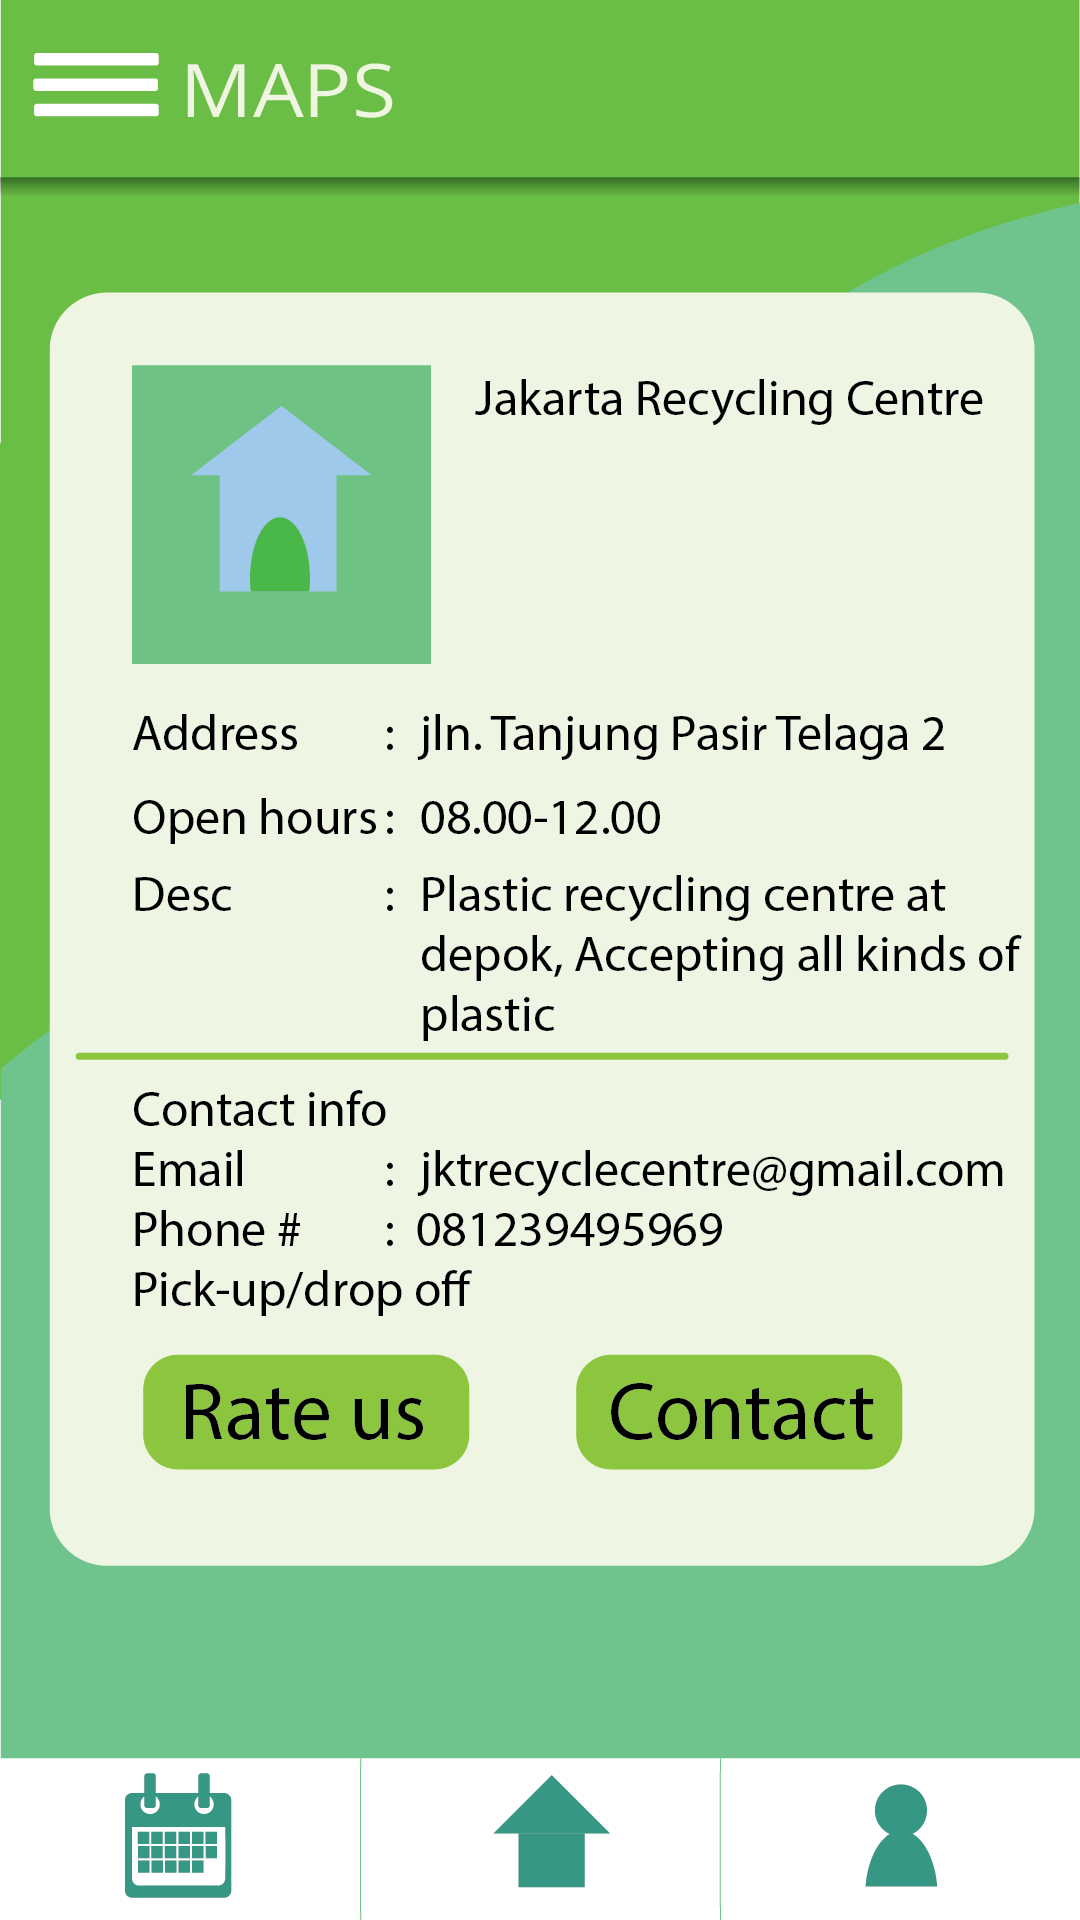 MAPS
Jakarta Recycling Centre
Address : jln. Tanjung Pasir Telaga 2
Open hours : 08.00-12.00
Desc : Plastic recycling centre at
depok, Accepting all kinds of
plastic
Contact info
Email : jktrecyclecentre@gmail.com
Phone # : 081239495969
Pick-up/drop off
Rate us Contact